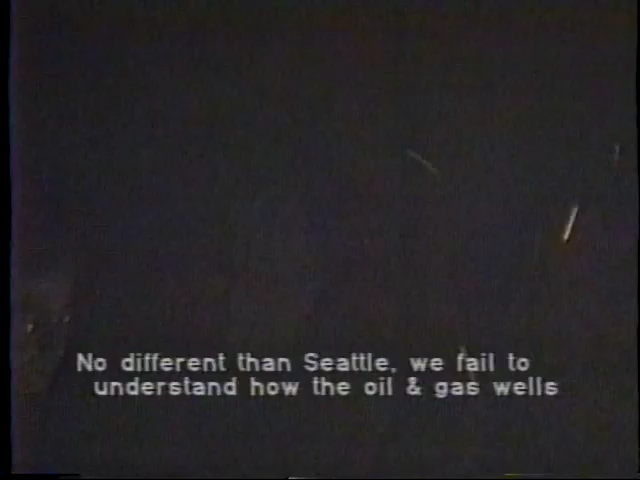 No different than Seattle, we fail to
understand how the oil & gas wells